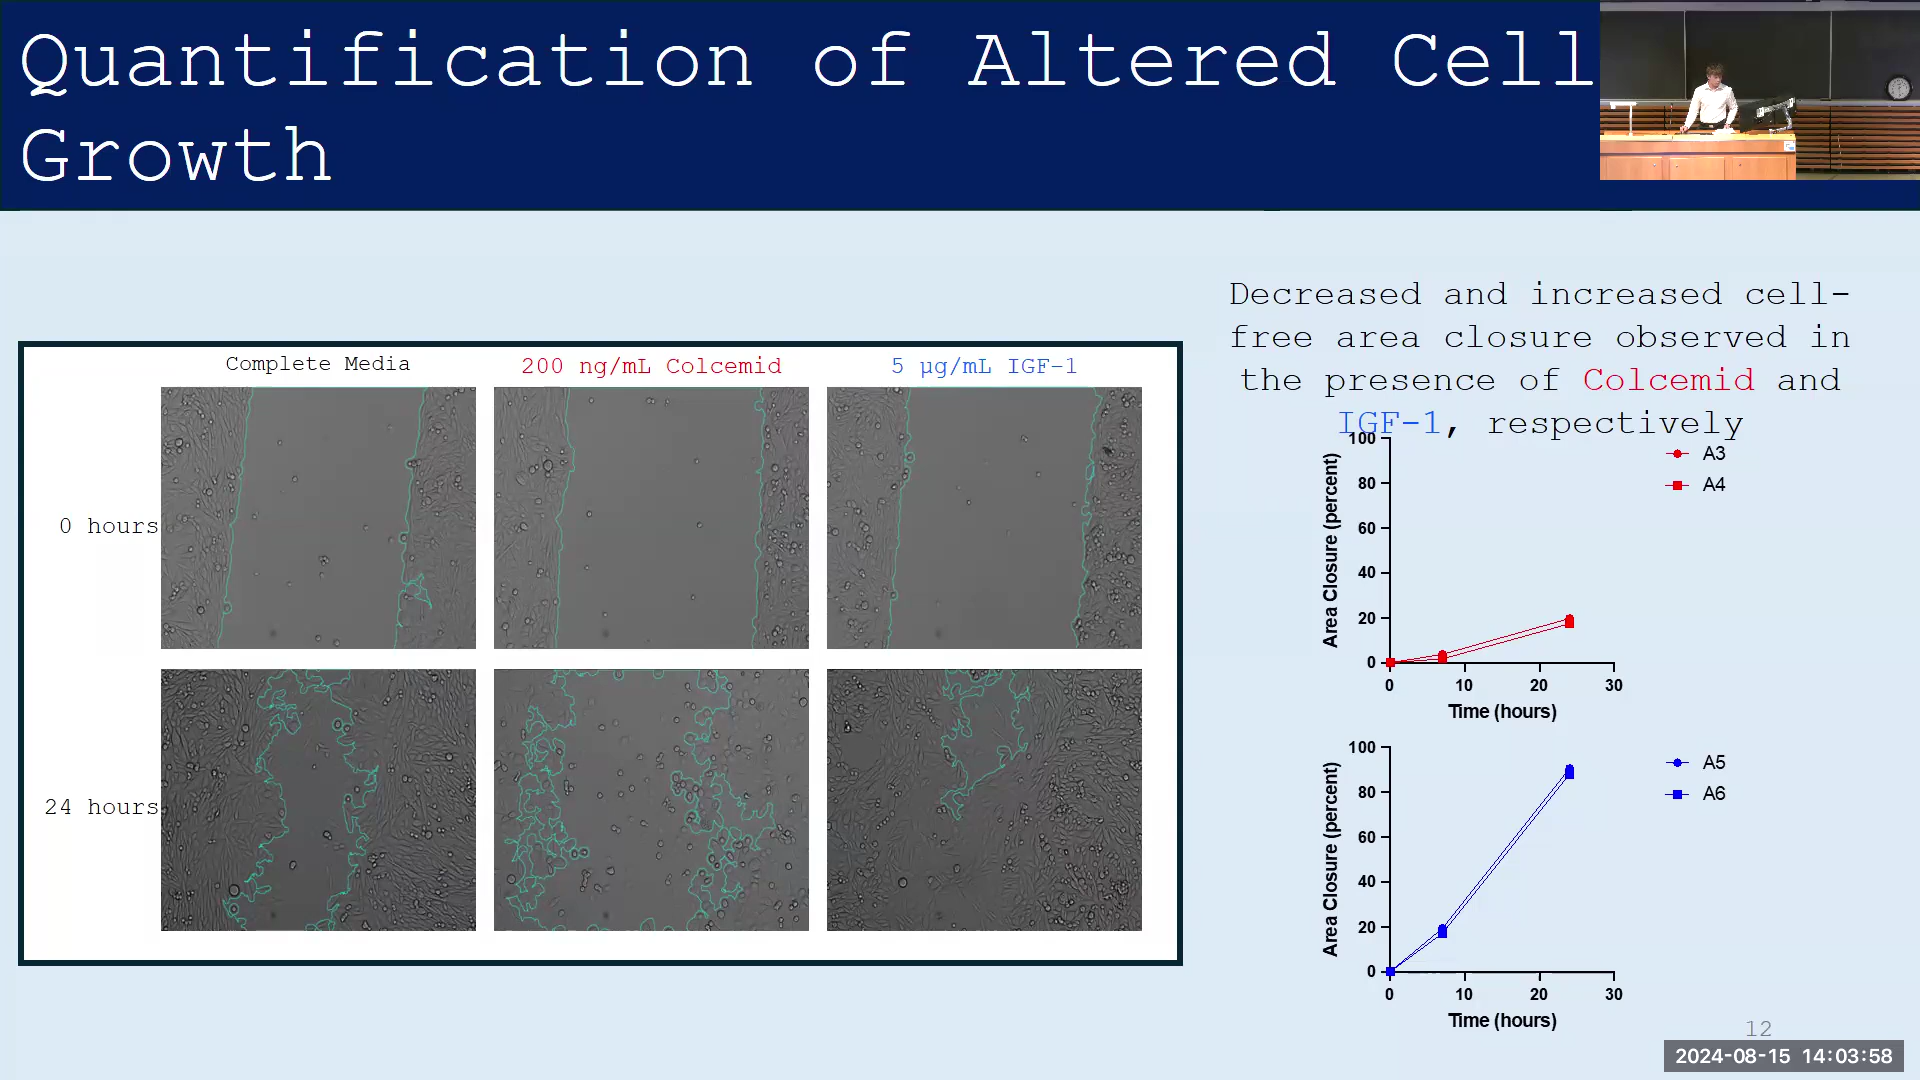 Quantification of Altered Cell
Growth
Complete Media
200 ng/mL Colcemid
5 µg/mL IGF-1
0 hours
24 hours
Decreased and increased cell-
free area closure observed in
the presence of Colcemid and
IGF-1, respectively
Area Closure (percent)
100
80
60
40
20
0
0 10 20 30
Time (hours)
A3
A4
Area Closure (percent)
100
80
60
40
20
0
0 10 20 30
Time (hours)
A5
A6
12
2024-08-15 14:03:58